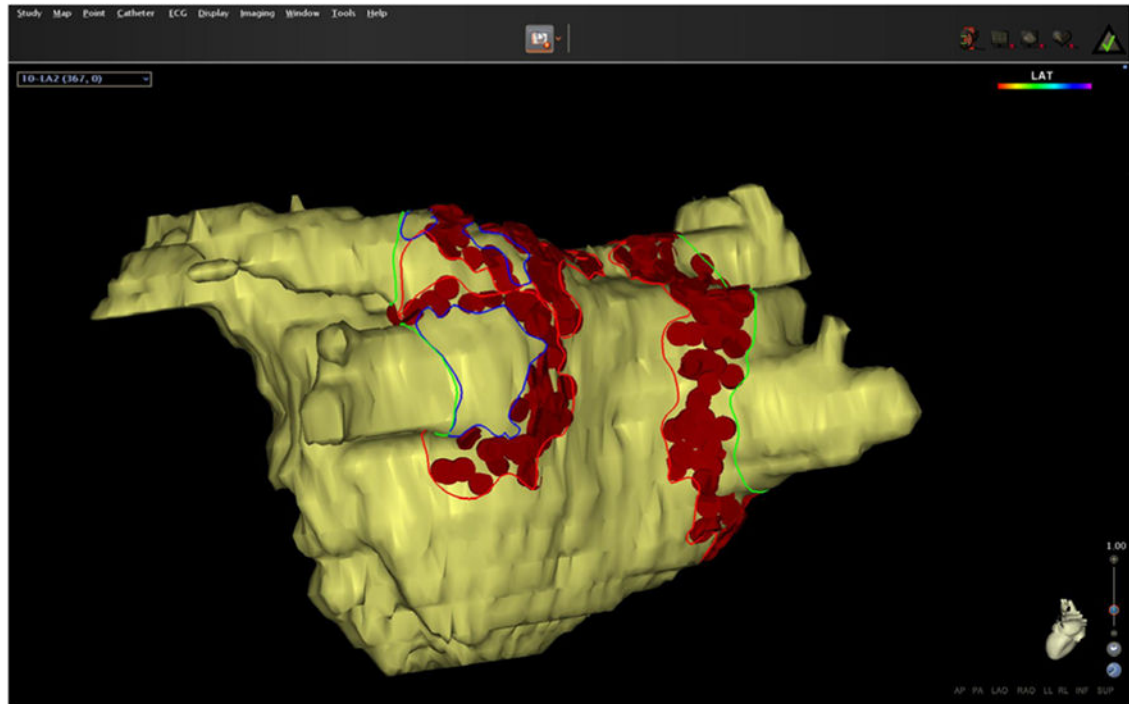 Study Map Point Catheter ECG Display Imaging Window Tools Help
10-LA2 (367, 0)
LAT
1.00
AP PA LAO RAO LL RL INF SUP